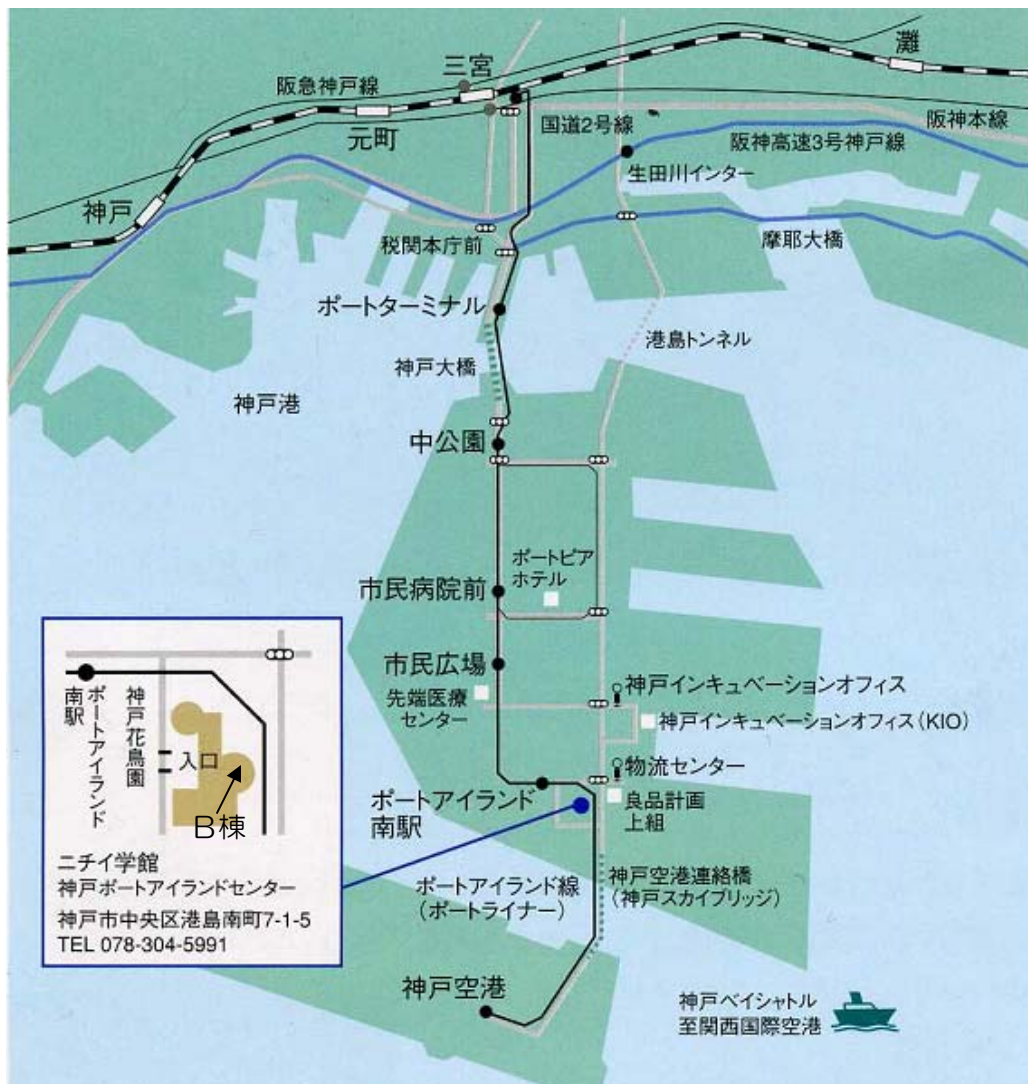 灘
三宮
阪急神戸線
元町
国道2号線
阪神本線
阪神高速3号神戸線
生田川インター
神戸
税関本庁前
摩耶大橋
ポートターミナル
港島トンネル
神戸大橋
神戸港
中公園
ポートピア
ホテル
市民病院前
市民広場
先端医療
センター
神戸インキュベーションオフィス
神戸インキュベーションオフィス(KIO)
物流センター
ポートアイランド
南駅
良品計画
上組
ポートアイランド線
(ポートライナー)
神戸空港連絡橋
(神戸スカイブリッジ)
神戸空港
神戸ベイシャトル
至関西国際空港
ポートアイランド
南駅
神戸花鳥園
入口
B棟
ニチイ学館
神戸ポートアイランドセンター
神戸市中央区港島南町7-1-5
TEL 078-304-5991